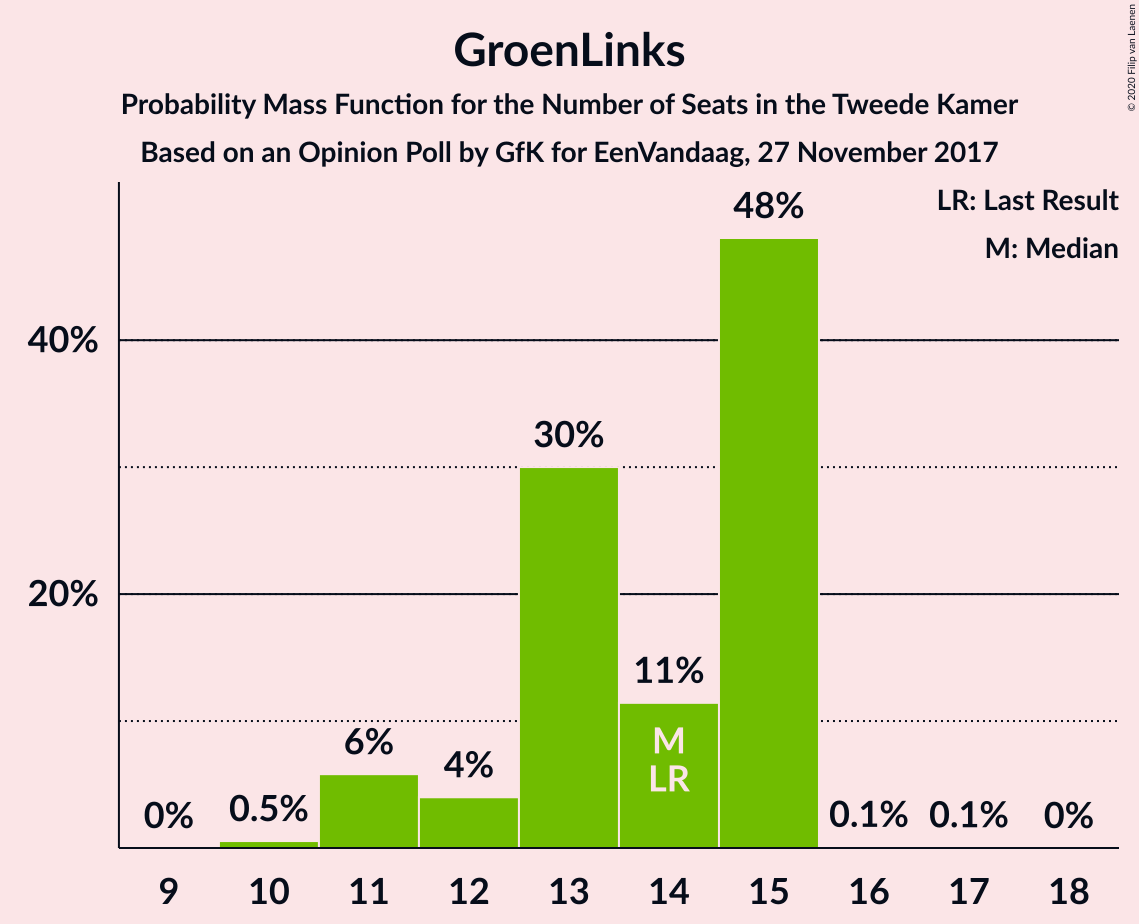 GroenLinks
Probability Mass Function for the Number of Seats in the Tweede Kamer
Based on an Opinion Poll by GfK for EenVandaag, 27 November 2017
© 2020 Filip van Laenen
LR: Last Result
M: Median
48%
40%
30%
20%
11%
M
LR
6%
4%
0%
0.5%
0.1%
0.1%
0%
9 10 11 12 13 14 15 16 17 18